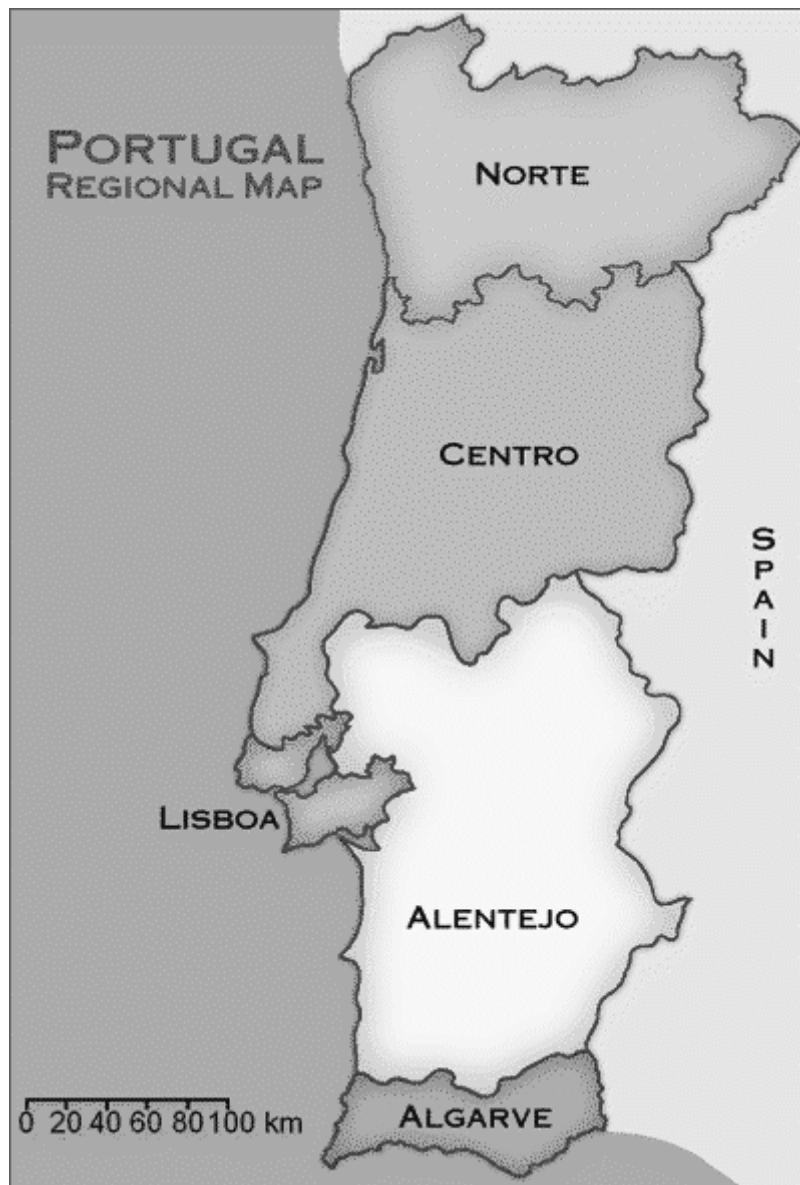 PORTUGAL
REGIONAL MAP
NORTE
CENTRO
SPAIN
LISBOA
ALENTEJO
ALGARVE
0 20 40 60 80 100 km